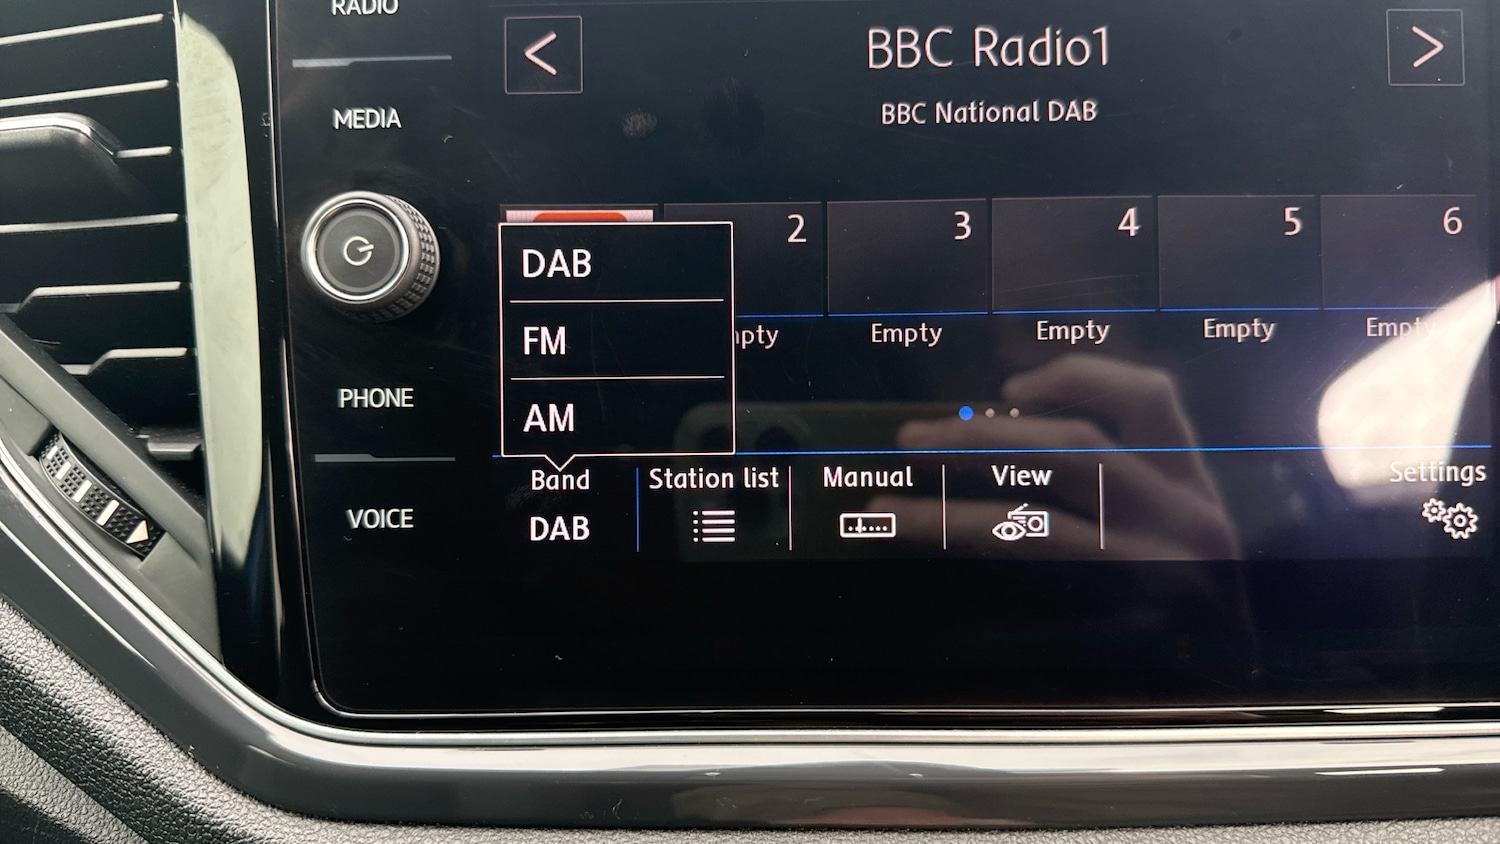 RADIO
MEDIA
PHONE
VOICE
<
BBC Radio1
>
BBC National DAB
2
3
4
5
6
Empty
Empty
Empty
Empty
DAB
FM
AM
Band
DAB
Station list
Manual
View
Settings